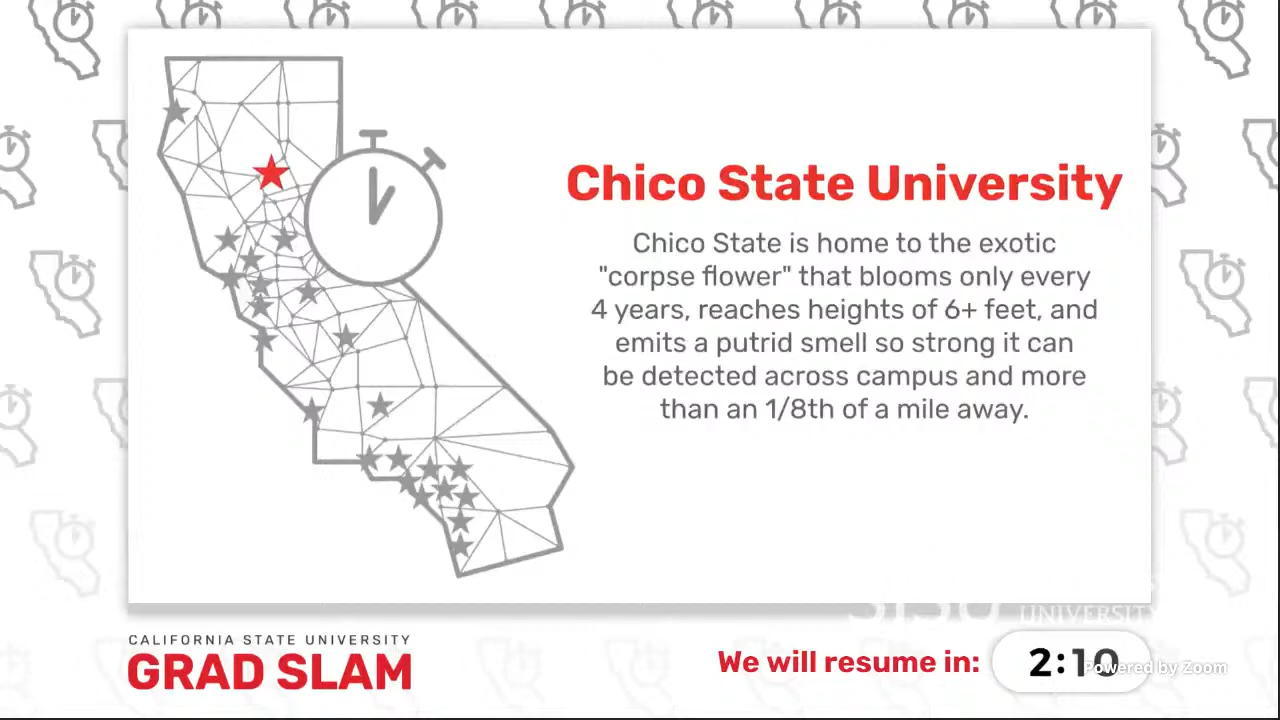 Chico State University
Chico State is home to the exotic
"corpse flower" that blooms only every
4 years, reaches heights of 6+ feet, and
emits a putrid smell so strong it can
be detected across campus and more
than an 1/8th of a mile away.
SJSU UNIVERSITY
CALIFORNIA STATE UNIVERSITY
GRAD SLAM
We will resume in: 2:10
Powered by Zoom